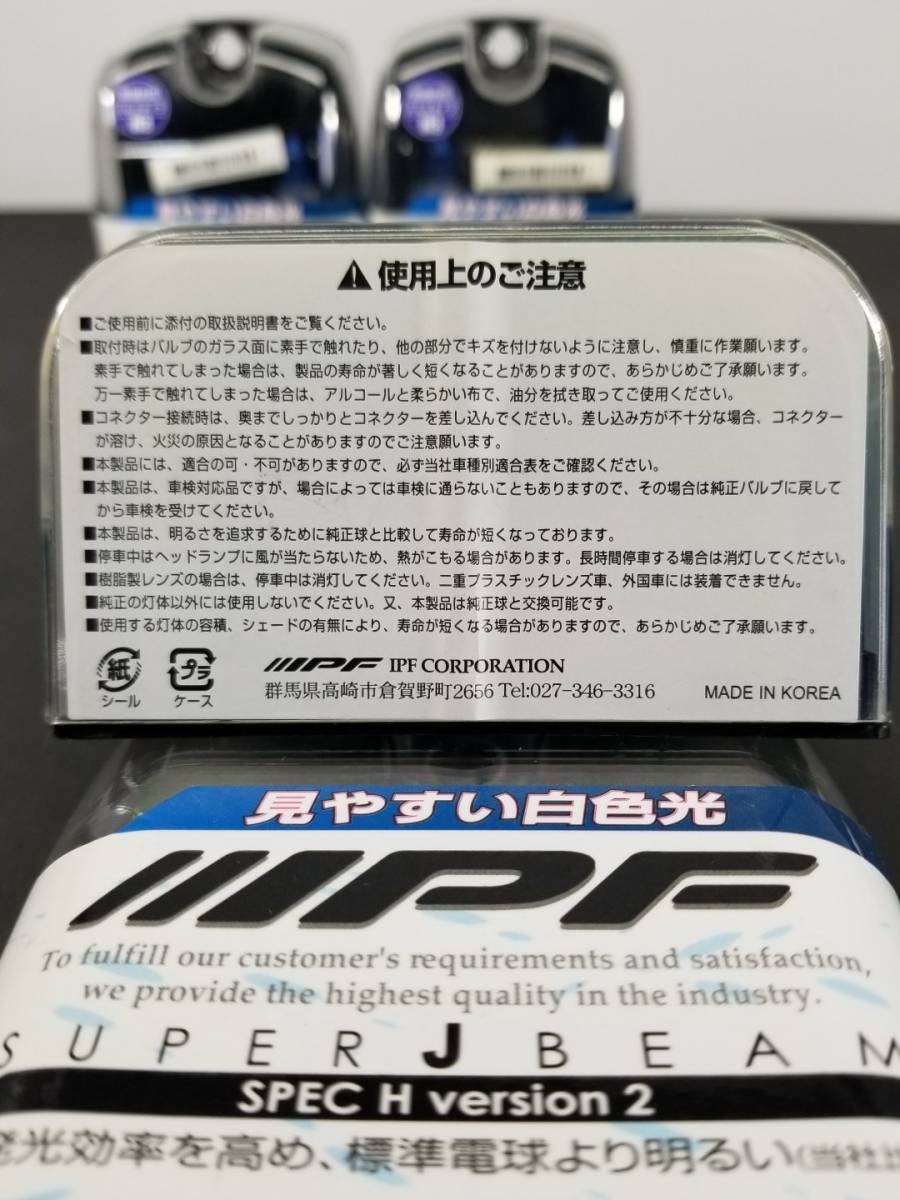 ⚠使用上のご注意
■ご使用前に添付の取扱説明書をご覧ください。
■取付時はバルブのガラス面に素手で触れたり、他の部分でキズを付けないように注意し、慎重に作業願います。
素手で触れてしまった場合は、製品の寿命が著しく短くなることがありますので、あらかじめご了承願います。
万一素手で触れてしまった場合は、アルコールと柔らかい布で、油分を拭き取ってご使用ください。
■コネクター接続時は、奥までしっかりとコネクターを差し込んでください。差し込み方が不十分な場合、コネクター
が溶け、火災の原因となることがありますのでご注意願います。
■本製品には、適合の可・不可がありますので、必ず当社車種別適合表をご確認ください。
■本製品は、車検対応品ですが、場合によっては車検に通らないこともありますので、その場合は純正バルブに戻して
から車検を受けてください。
■本製品は、明るさを追求するために純正球と比較して寿命が短くなっております。
■停車中はヘッドランプに風が当たらないため、熱がこもる場合があります。長時間停車する場合は消灯してください。
■樹脂製レンズの場合は、停車中は消灯してください。二重プラスチックレンズ車、外国車には装着できません。
■純正の灯体以外には使用しないでください。又、本製品は純正球と交換可能です。
■使用する灯体の容積、シェードの有無により、寿命が短くなる場合がありますので、あらかじめご了承願います。
紙 プラ IPF IPF CORPORATION
シール ケース 群馬県高崎市倉賀野町2656 Tel:027-346-3316 MADE IN KOREA
見やすい白色光
IPF
To fulfill our customer's requirements and satisfaction,
we provide the highest quality in the industry.
SUPER J BEAM
SPEC H version 2
発光効率を高め、標準電球より明るい(当社比